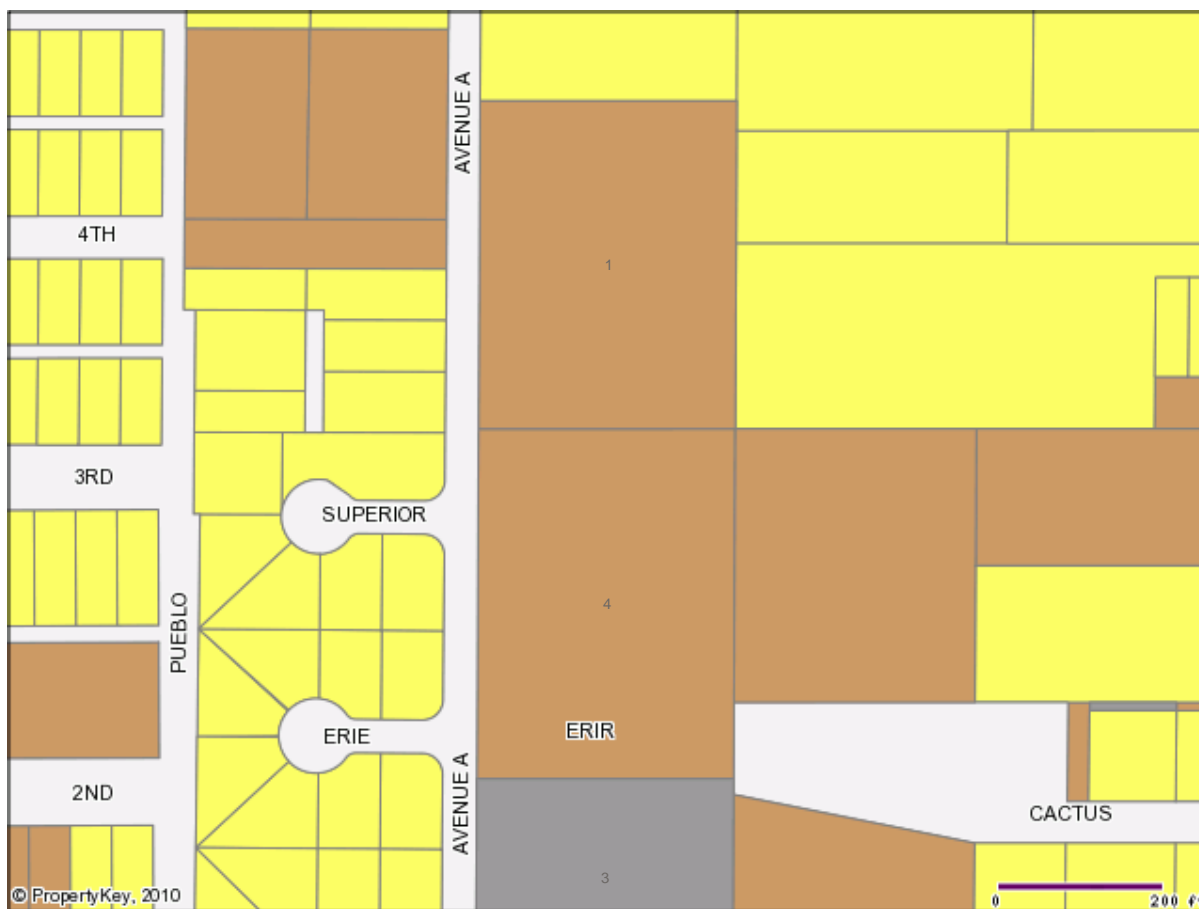 AVENUE A
4TH
1
3RD
SUPERIOR
4
PUEBLO
ERIR
ERIE
2ND
AVENUE A
CACTUS
3
© PropertyKey, 2010
0
200